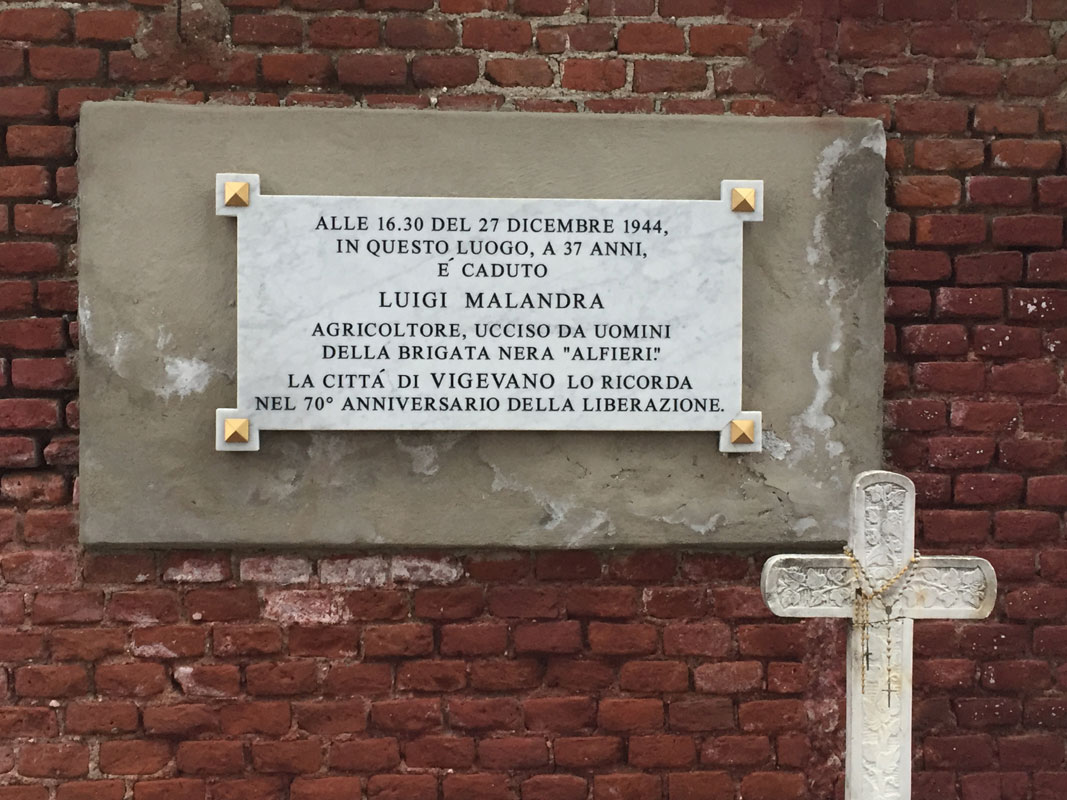 ALLE 16.30 DEL 27 DICEMBRE 1944,
IN QUESTO LUOGO, A 37 ANNI,
E´ CADUTO
LUIGI MALANDRA
AGRICOLTORE, UCCISO DA UOMINI
DELLA BRIGATA NERA "ALFIERI"
LA CITTÁ DI VIGEVANO LO RICORDA
NEL 70° ANNIVERSARIO DELLA LIBERAZIONE.